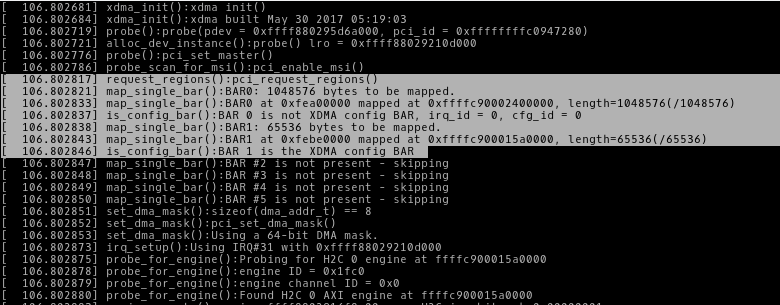 [  106.802681] xdma_init():xdma init()
[  106.802684] xdma_init():xdma built May 30 2017 05:19:03
[  106.802719] probe():probe(pdev = 0xffff880295d6a000, pci_id = 0xffffffffc0947280)
[  106.802721] alloc_dev_instance():probe() lro = 0xffff88029210d000
[  106.802776] probe():pci_set_master()
[  106.802786] probe_scan_for_msi():pci_enable_msi()
[  106.802817] request_regions():pci_request_regions()
[  106.802821] map_single_bar():BAR0: 1048576 bytes to be mapped.
[  106.802833] map_single_bar():BAR0 at 0xfea00000 mapped at 0xffffc90002400000, length=1048576(/1048576)
[  106.802837] is_config_bar():BAR 0 is not XDMA config BAR, irq_id = 0, cfg_id = 0
[  106.802838] map_single_bar():BAR1: 65536 bytes to be mapped.
[  106.802843] map_single_bar():BAR1 at 0xfebe0000 mapped at 0xffffc900015a0000, length=65536(/65536)
[  106.802846] is_config_bar():BAR 1 is the XDMA config BAR
[  106.802847] map_single_bar():BAR #2 is not present - skipping
[  106.802848] map_single_bar():BAR #3 is not present - skipping
[  106.802849] map_single_bar():BAR #4 is not present - skipping
[  106.802850] map_single_bar():BAR #5 is not present - skipping
[  106.802851] set_dma_mask():sizeof(dma_addr_t) == 8
[  106.802852] set_dma_mask():pci_set_dma_mask()
[  106.802853] set_dma_mask():Using a 64-bit DMA mask.
[  106.802873] irq_setup():Using IRQ#31 with 0xffff88029210d000
[  106.802875] probe_for_engine():Probing for H2C 0 engine at ffffc900015a0000
[  106.802877] probe_for_engine():engine ID = 0x1fc0
[  106.802879] probe_for_engine():engine channel ID = 0x0
[  106.802880] probe_for_engine():Found H2C 0 AXI engine at ffffc900015a0000